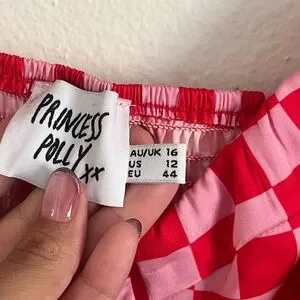 PRINCESS
POLLY
xx
AU/UK 16
US 12
EU 44